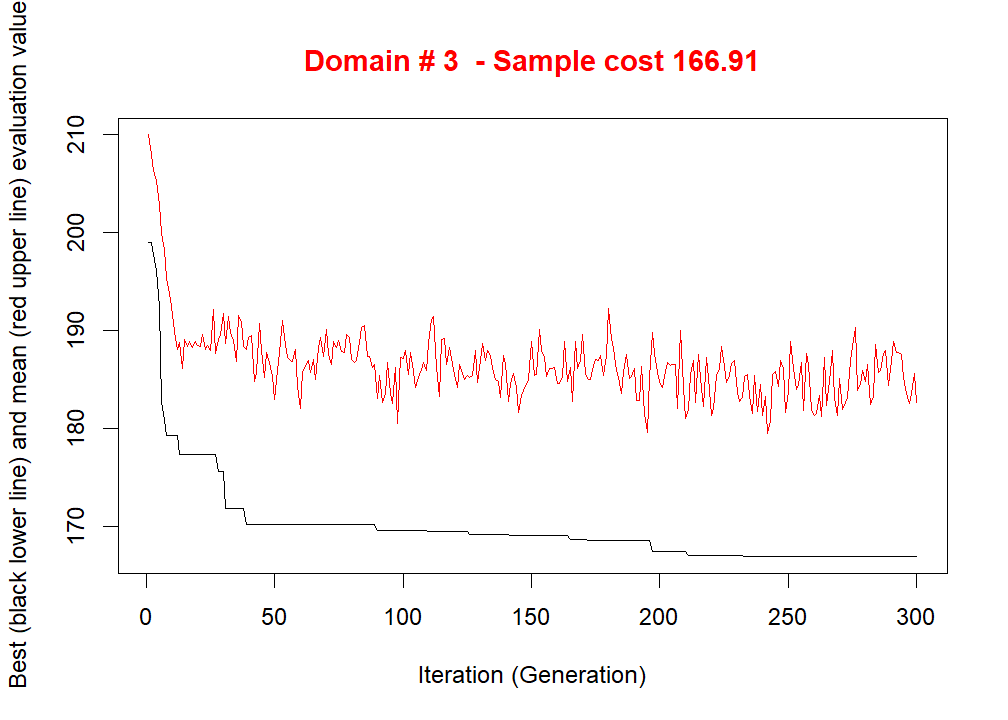 Domain # 3  - Sample cost 166.91
Best (black lower line) and mean (red upper line) evaluation value
210
200
190
180
170
0 50 100 150 200 250 300
Iteration (Generation)